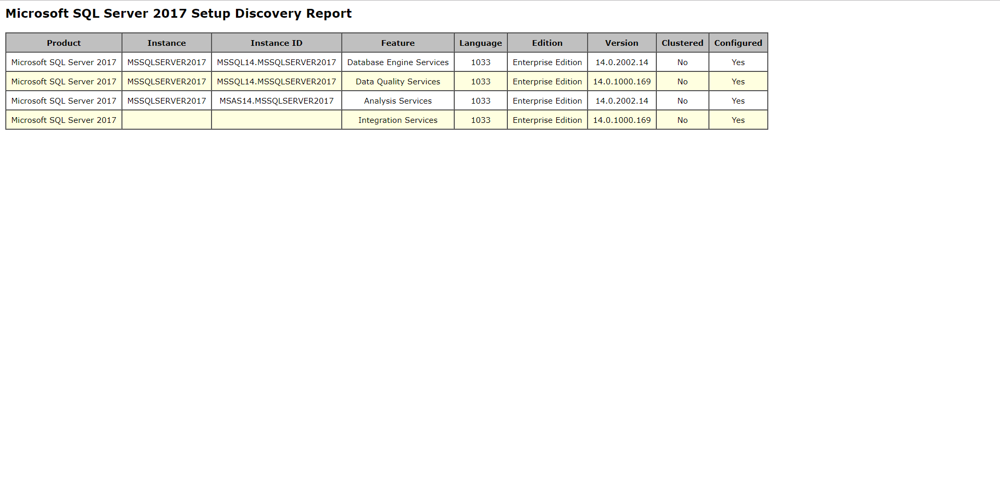 Microsoft SQL Server 2017 Setup Discovery Report
Product Instance Instance ID Feature Language Edition Version Clustered Configured
Microsoft SQL Server 2017 MSSQLSERVER2017 MSSQL14.MSSQLSERVER2017 Database Engine Services 1033 Enterprise Edition 14.0.2002.14 No Yes
Microsoft SQL Server 2017 MSSQLSERVER2017 MSSQL14.MSSQLSERVER2017 Data Quality Services 1033 Enterprise Edition 14.0.1000.169 No Yes
Microsoft SQL Server 2017 MSSQLSERVER2017 MSAS14.MSSQLSERVER2017 Analysis Services 1033 Enterprise Edition 14.0.2002.14 No Yes
Microsoft SQL Server 2017 Integration Services 1033 Enterprise Edition 14.0.1000.169 No Yes